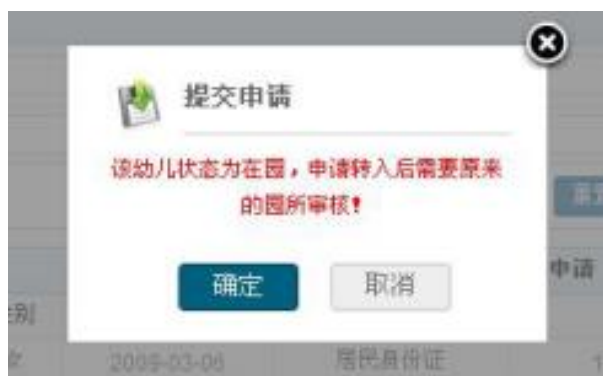 提交申请
该幼儿状态为在园，申请转入后需要原来
的园所审核！
确定
取消
申请
性别
2009-03-06
居民身份证